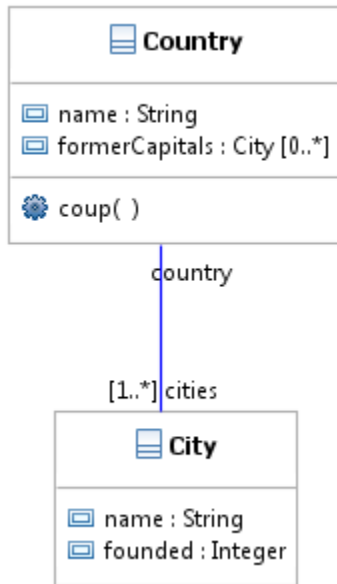 Country
name : String
formerCapitals : City [0..*]
coup( )
country
[1..*] cities
City
name : String
founded : Integer